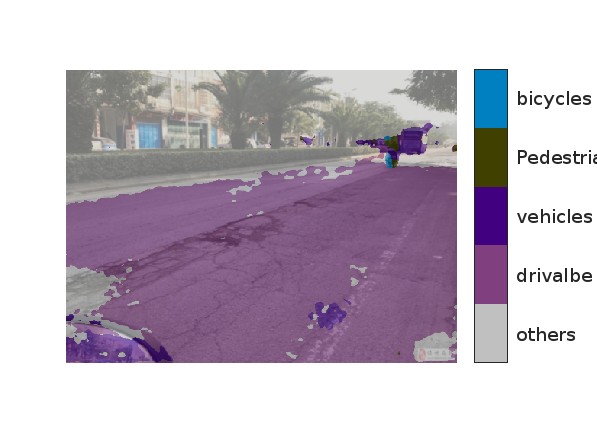 bicycles
Pedestria
vehicles
drivalbe
others